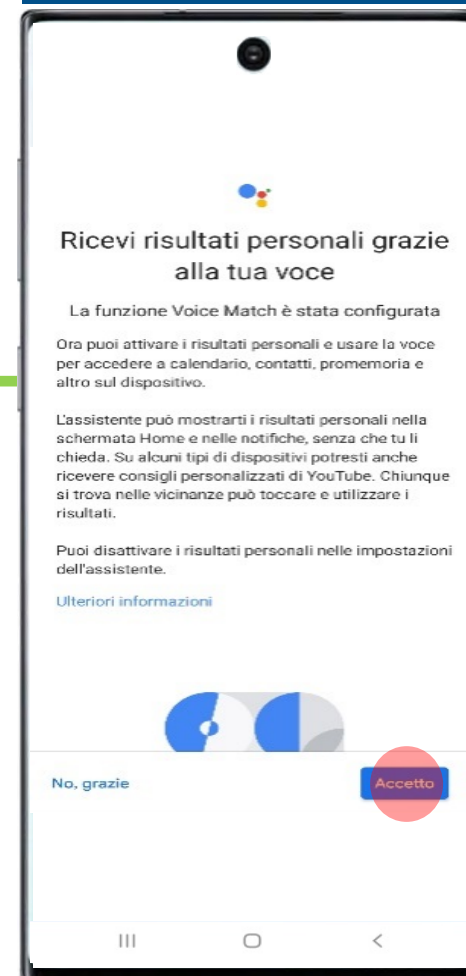 Ricevi risultati personali grazie
alla tua voce
La funzione Voice Match è stata configurata
Ora puoi attivare i risultati personali e usare la voce
per accedere a calendario, contatti, promemoria e
altro sul dispositivo.
L'assistente può mostrarti i risultati personali nella
schermata Home e nelle notifiche, senza che tu li
chieda. Su alcuni tipi di dispositivi potresti anche
ricevere consigli personalizzati di YouTube. Chiunque
si trova nelle vicinanze può toccare e utilizzare i
risultati.
Puoi disattivare i risultati personali nelle impostazioni
dell'assistente.
Ulteriori informazioni
No, grazie
Accetto